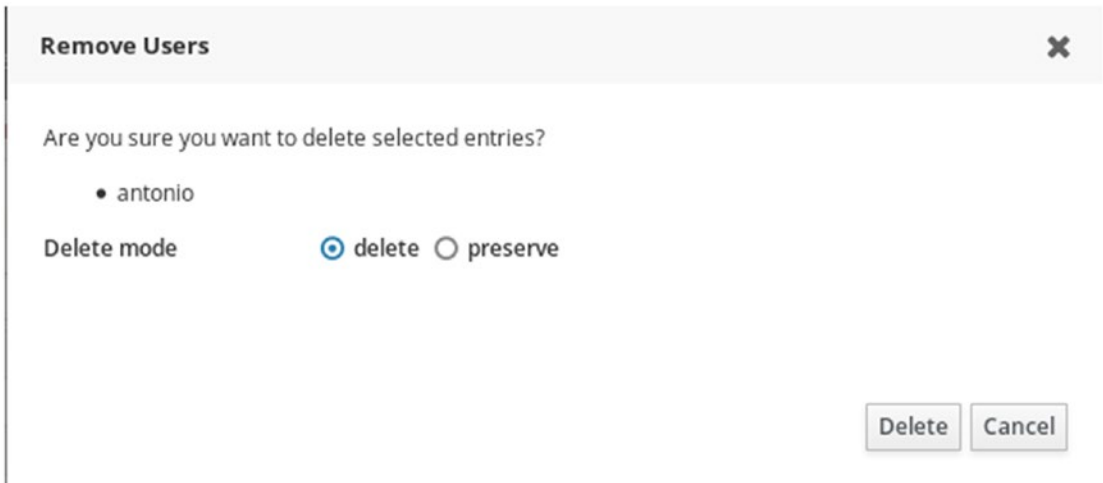 Remove Users
Are you sure you want to delete selected entries?
• antonio
Delete mode delete preserve
Delete Cancel